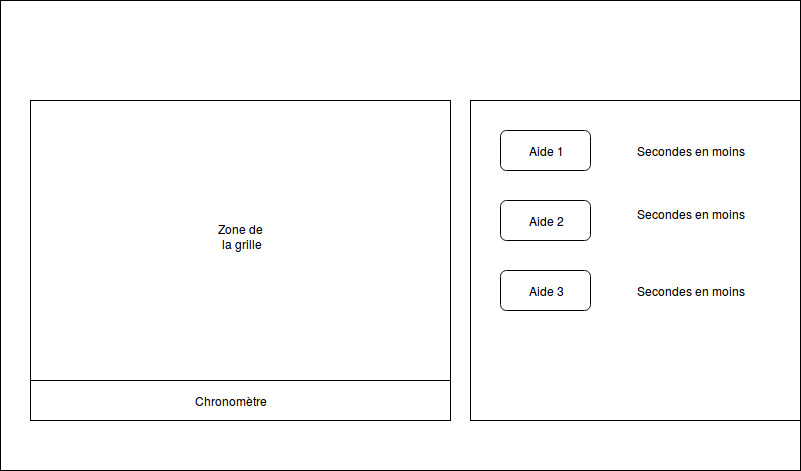 Aide 1
Secondes en moins
Aide 2
Secondes en moins
Zone de
la grille
Aide 3
Secondes en moins
Chronomètre